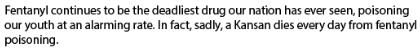 Fentanyl continues to be the deadliest drug our nation has ever seen, poisoning
our youth at an alarming rate. In fact, sadly, a Kansan dies every day from fentanyl
poisoning.